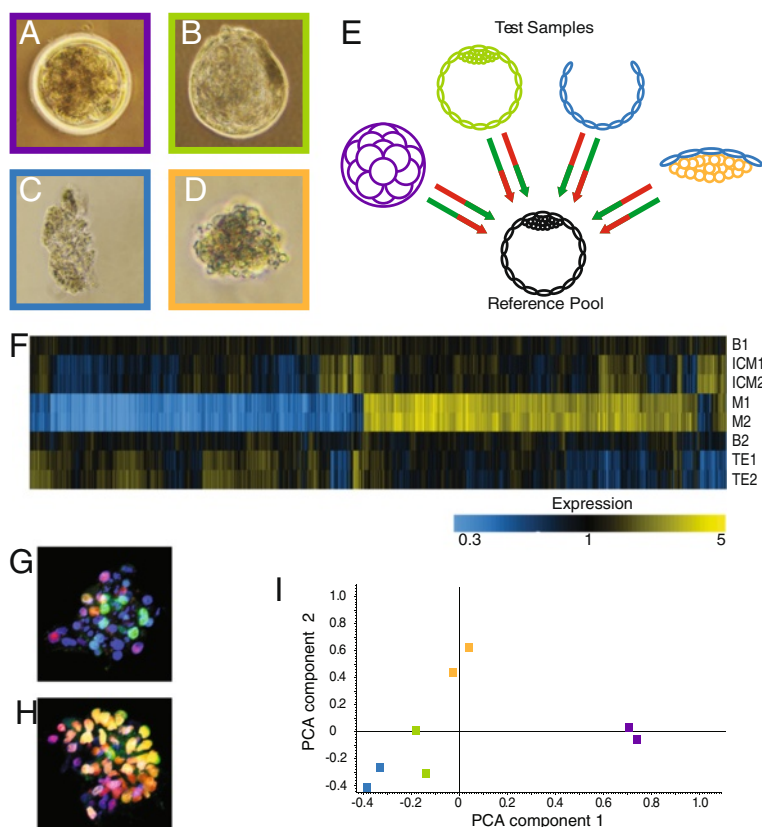 A
B
C
D
E
Test Samples
Reference Pool
F
B1
ICM1
ICM2
M1
M2
B2
TE1
TE2
Expression
0.3
1
5
G
H
I
1.0
0.8
0.6
0.4
0.2
0
-0.2
-0.4
PCA component 2
-0.4
-0.2
0
0.2
0.4
0.6
0.8
1.0
PCA component 1